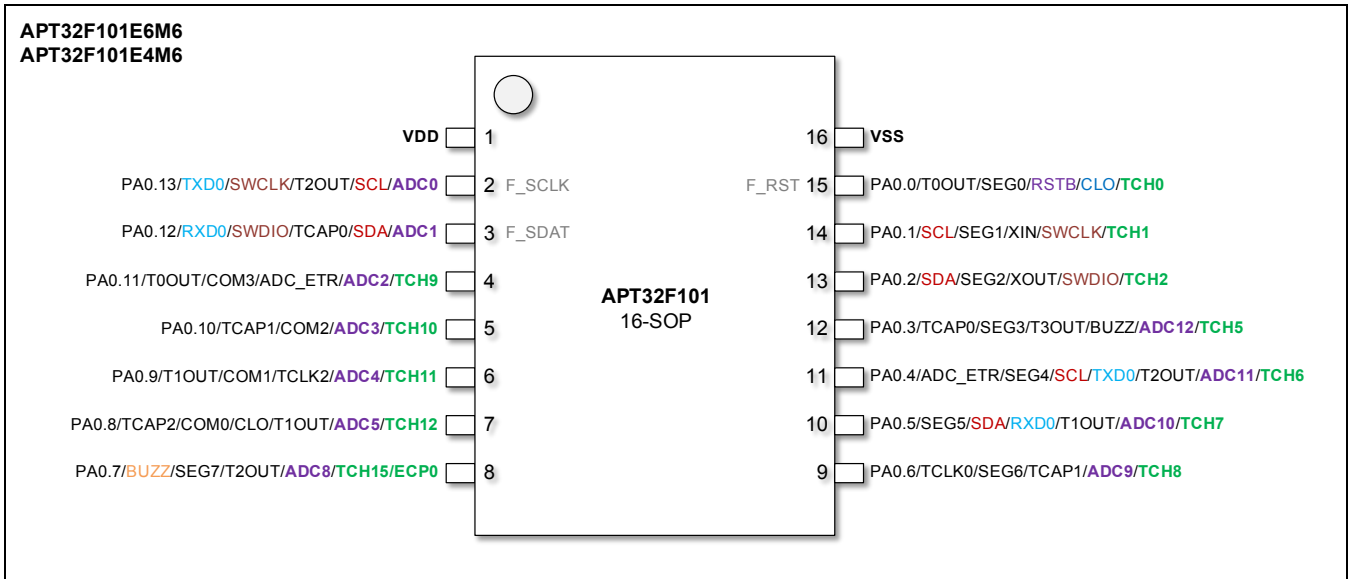 APT32F101E6M6
APT32F101E4M6
VDD 1 16 VSS
PA0.13/TXD0/SWCLK/T2OUT/SCL/ADC0 2 F_SCLK F_RST 15 PA0.0/T0OUT/SEG0/RSTB/CLO/TCH0
PA0.12/RXD0/SWDIO/TCAP0/SDA/ADC1 3 F_SDAT 14 PA0.1/SCL/SEG1/XIN/SWCLK/TCH1
PA0.11/T0OUT/COM3/ADC_ETR/ADC2/TCH9 4 13 PA0.2/SDA/SEG2/XOUT/SWDIO/TCH2
APT32F101
16-SOP
PA0.10/TCAP1/COM2/ADC3/TCH10 5 12 PA0.3/TCAP0/SEG3/T3OUT/BUZZ/ADC12/TCH5
PA0.9/T1OUT/COM1/TCLK2/ADC4/TCH11 6 11 PA0.4/ADC_ETR/SEG4/SCL/TXD0/T2OUT/ADC11/TCH6
PA0.8/TCAP2/COM0/CLO/T1OUT/ADC5/TCH12 7 10 PA0.5/SEG5/SDA/RXD0/T1OUT/ADC10/TCH7
PA0.7/BUZZ/SEG7/T2OUT/ADC8/TCH15/ECP0 8 9 PA0.6/TCLK0/SEG6/TCAP1/ADC9/TCH8